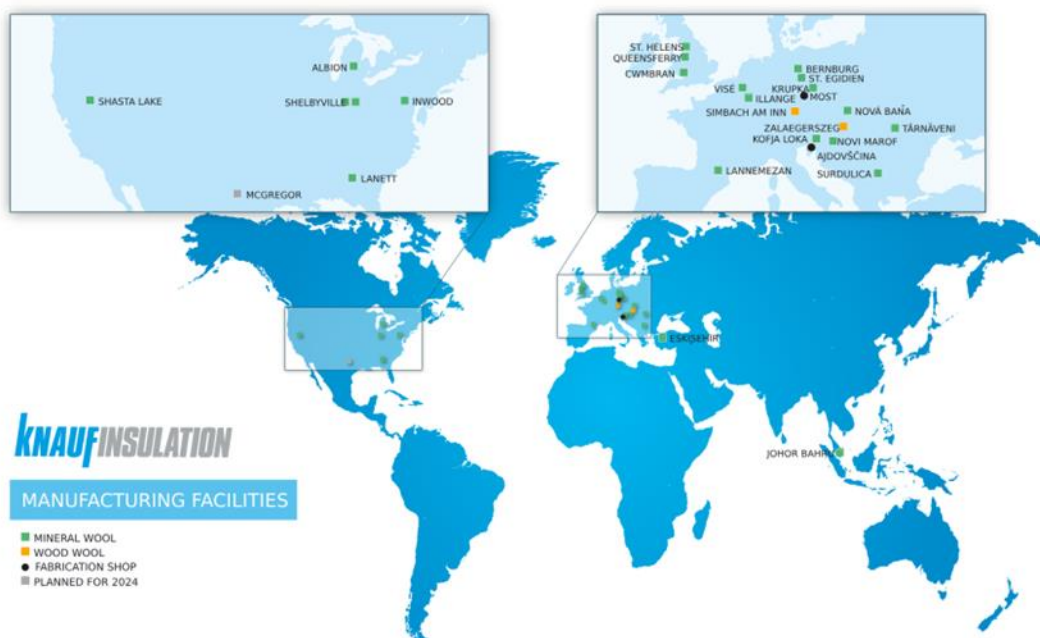 ALBION
SHASTA LAKE
SHELBYVILLE
INWOOD
LANETT
MCGREGOR
ST. HELENS
QUEENSFERRY
CWMBRAN
BERNBURG
ST. EGIDIEN
KRUPKA
MOST
VISÉ
ILLANGE
SIMBACH AM INN
NOVÁ BAŇA
ZALAEGERSZEG
TÂRNĂVENI
KOFJA LOKA
NOVI MAROF
AJDOVŠČINA
LANNEMEZAN
SURDULICA
ESKIŞEHIR
JOHOR BAHRU
KNAUFINSULATION
MANUFACTURING FACILITIES
MINERAL WOOL
WOOD WOOL
FABRICATION SHOP
PLANNED FOR 2024